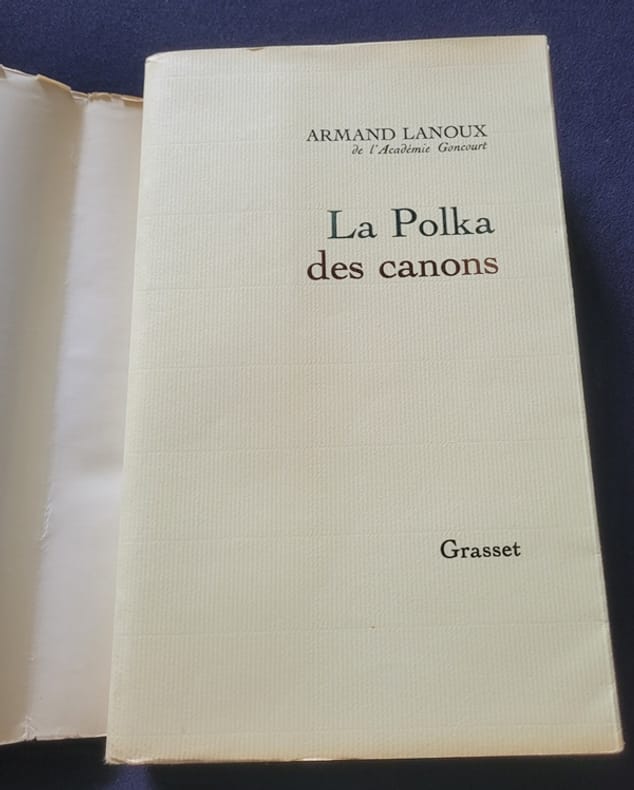 ARMAND LANOUX
de l'Académie Goncourt
La Polka
des canons
Grasset